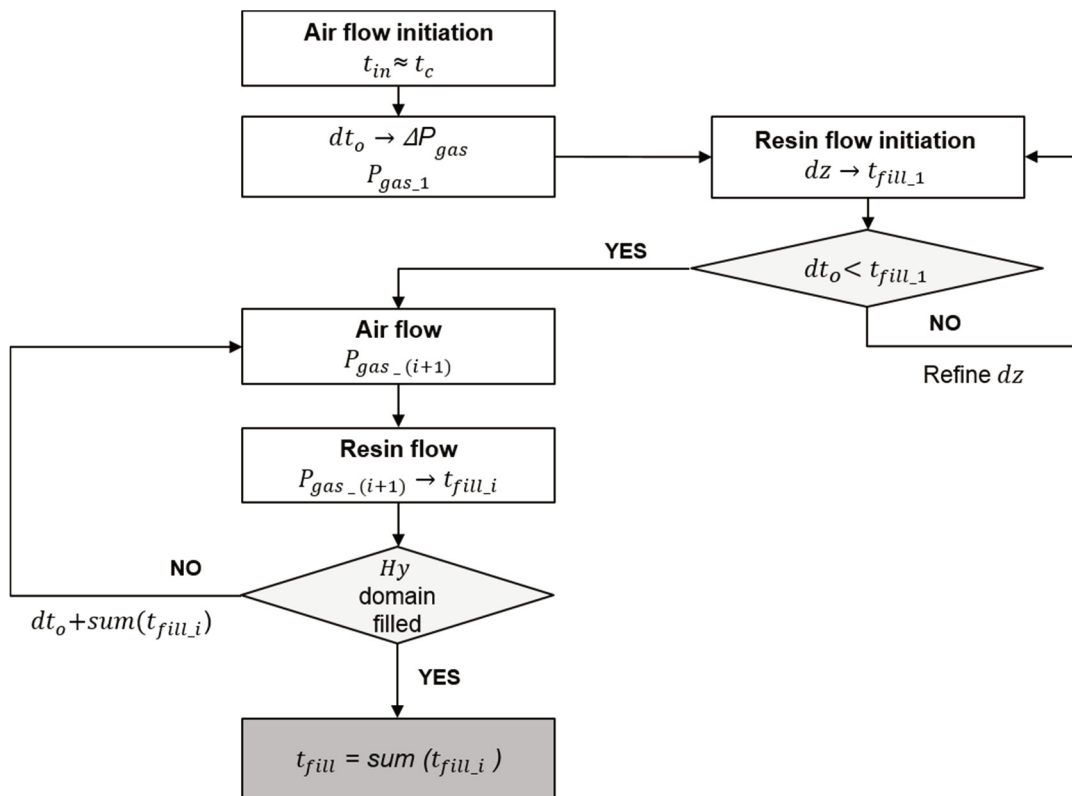 Air flow initiation
t_in ≈ t_c
dt_o → ΔP_gas
P_gas_1
Resin flow initiation
dz → t_fill_1
dt_o < t_fill_1
YES
NO
Refine dz
Air flow
P_gas_(i+1)
Resin flow
P_gas_(i+1) → t_fill_i
Hy
domain
filled
NO
dt_o+sum(t_fill_i)
YES
t_fill = sum (t_fill_i )